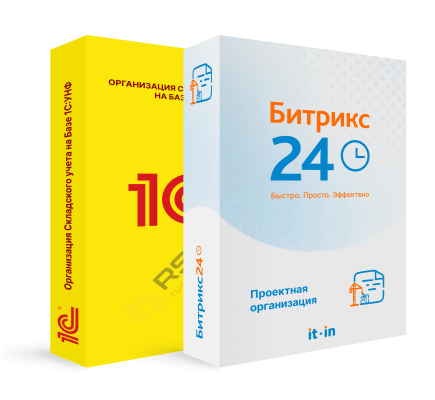 ОРГАНИЗАЦИЯ С
НА БАЗ
Организация Складского учета на Базе 1С:УНФ
1С
Битрикс
24
Быстро. Просто. Эффективно
Битрикс24
Проектная
организация
it·in